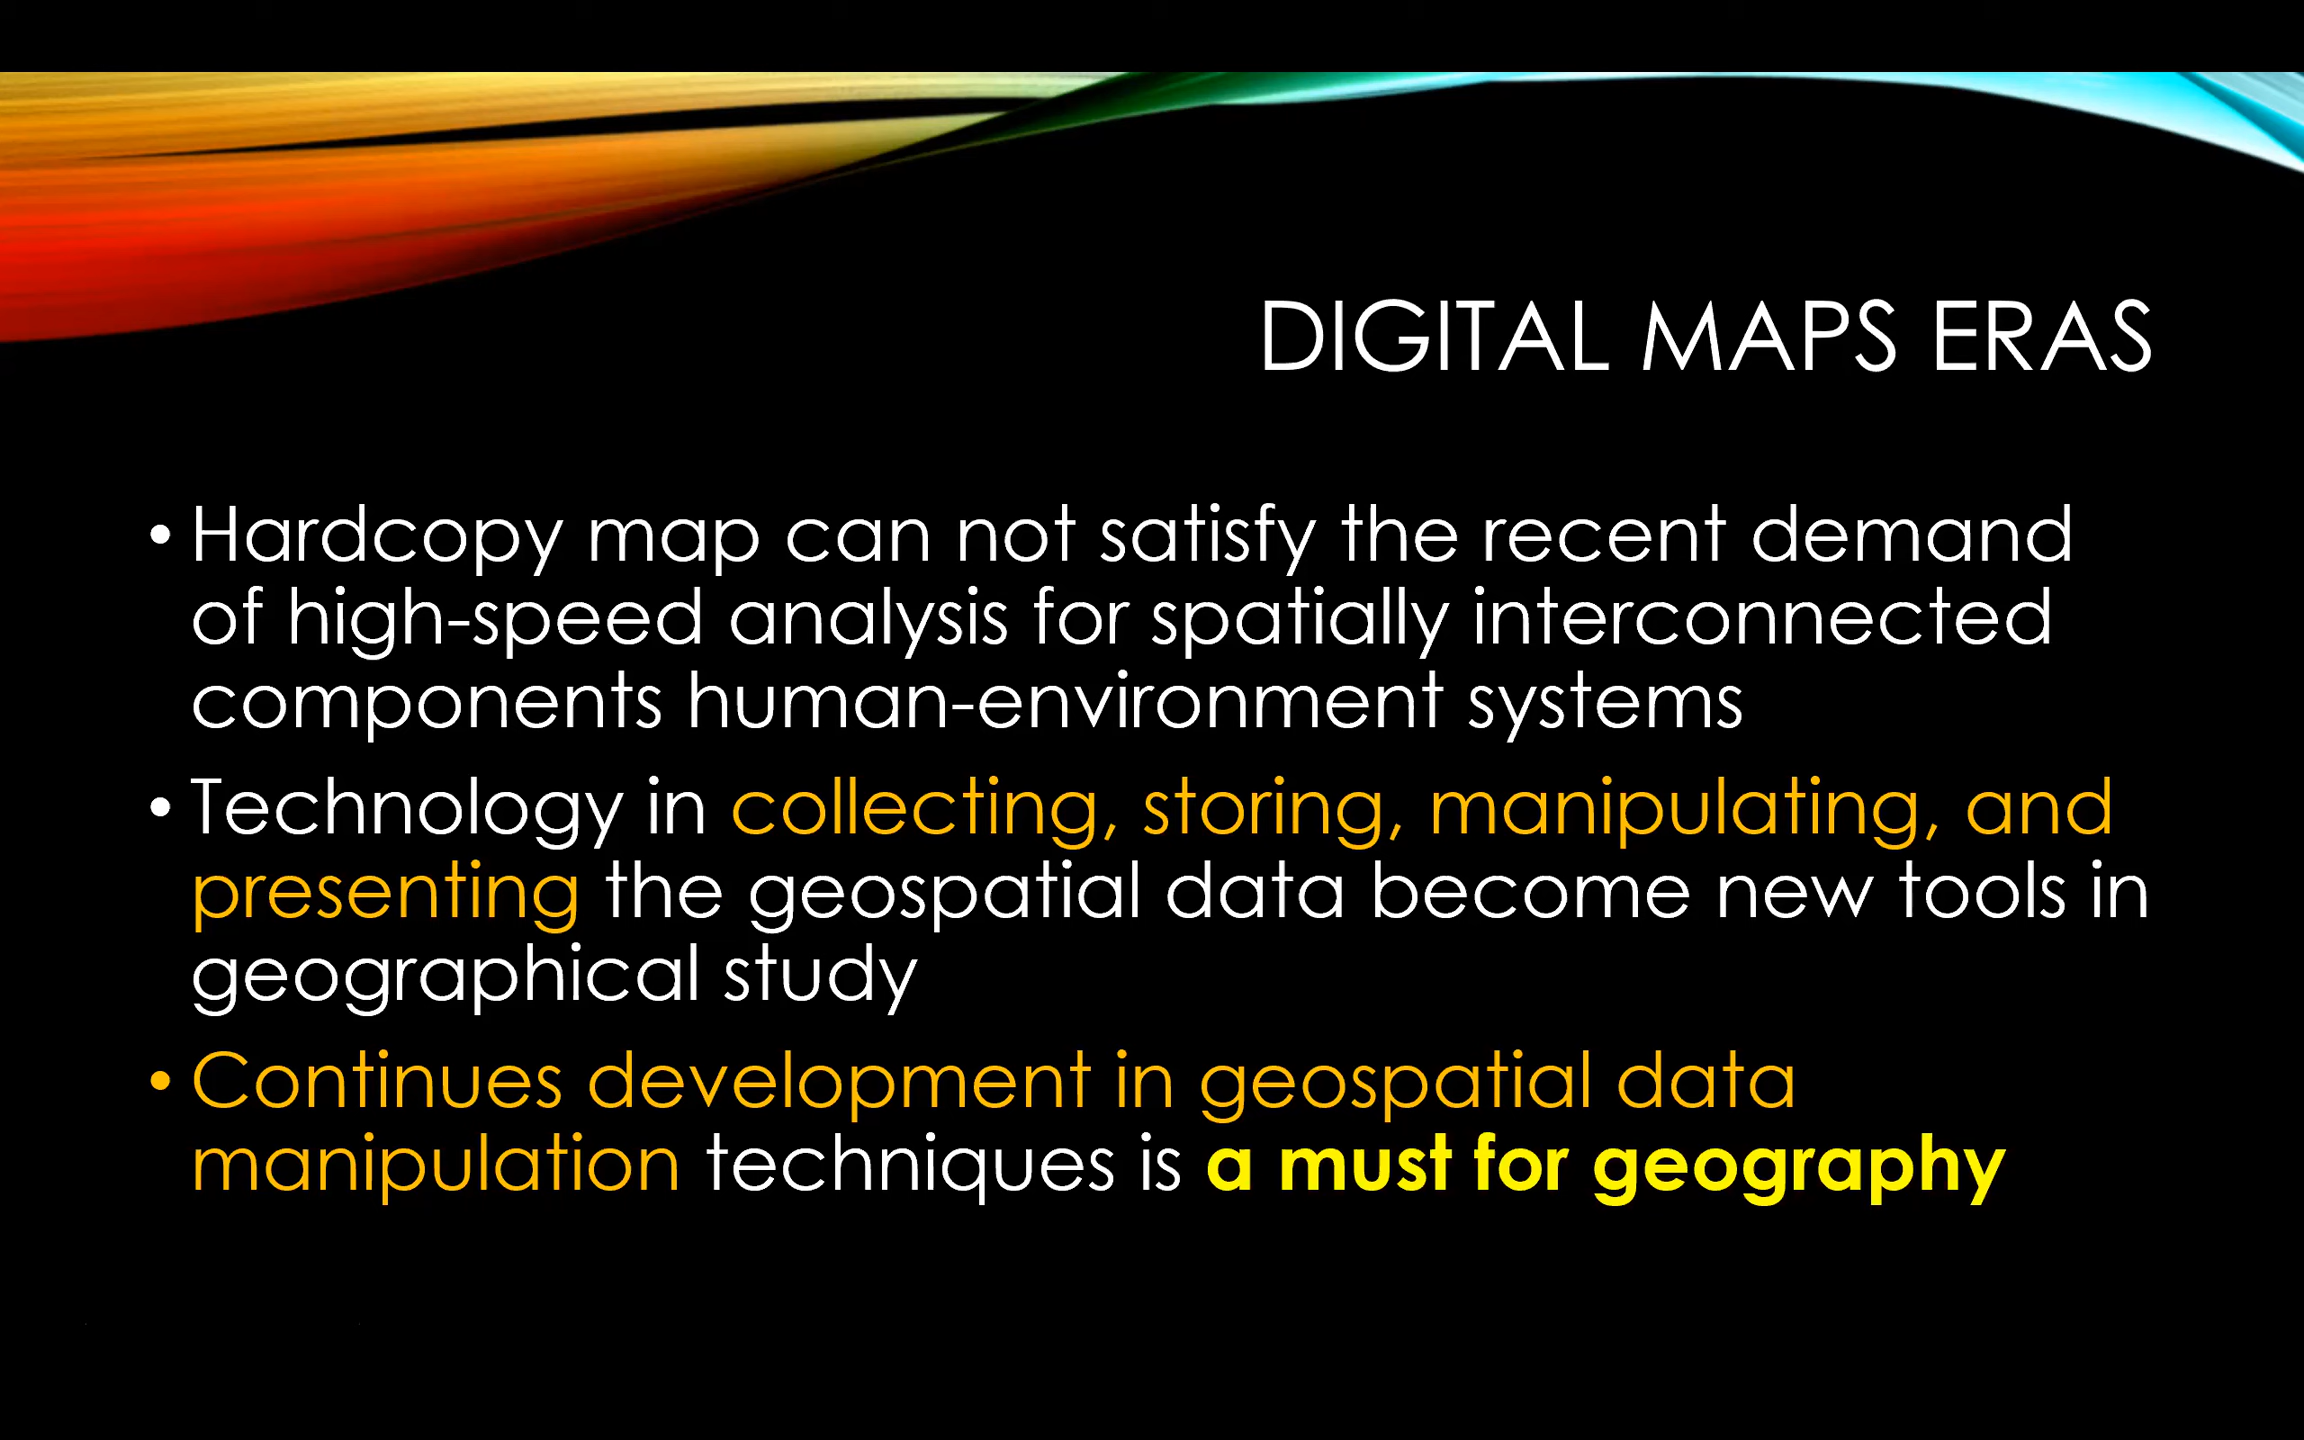 DIGITAL MAPS ERAS
• Hardcopy map can not satisfy the recent demand
of high-speed analysis for spatially interconnected
components human-environment systems
• Technology in collecting, storing, manipulating, and
presenting the geospatial data become new tools in
geographical study
• Continues development in geospatial data
manipulation techniques is a must for geography